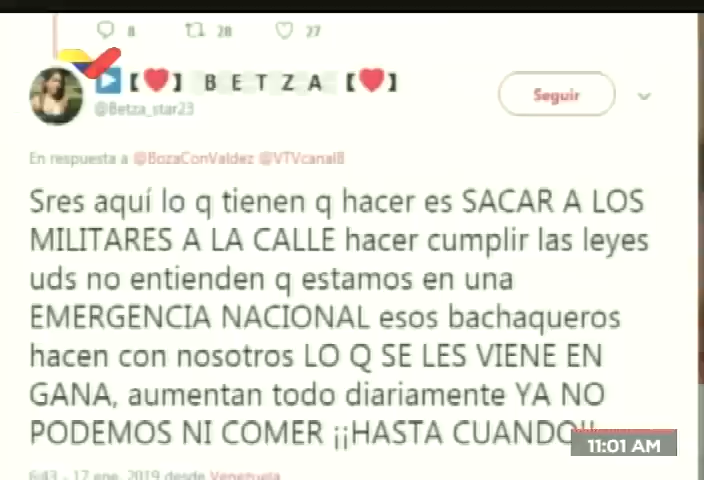 8 28 27
【❤】 B E T Z A 【❤】
@Betza_star23
Seguir
En respuesta a @BozaConValdez @VTVcanal8
Sres aquí lo q tienen q hacer es SACAR A LOS
MILITARES A LA CALLE hacer cumplir las leyes
uds no entienden q estamos en una
EMERGENCIA NACIONAL esos bachaqueros
hacen con nosotros LO Q SE LES VIENE EN
GANA, aumentan todo diariamente YA NO
PODEMOS NI COMER ¡¡HASTA CUANDO!!
11:01 AM
6:43 - 17 ene. 2019 desde Venezuela